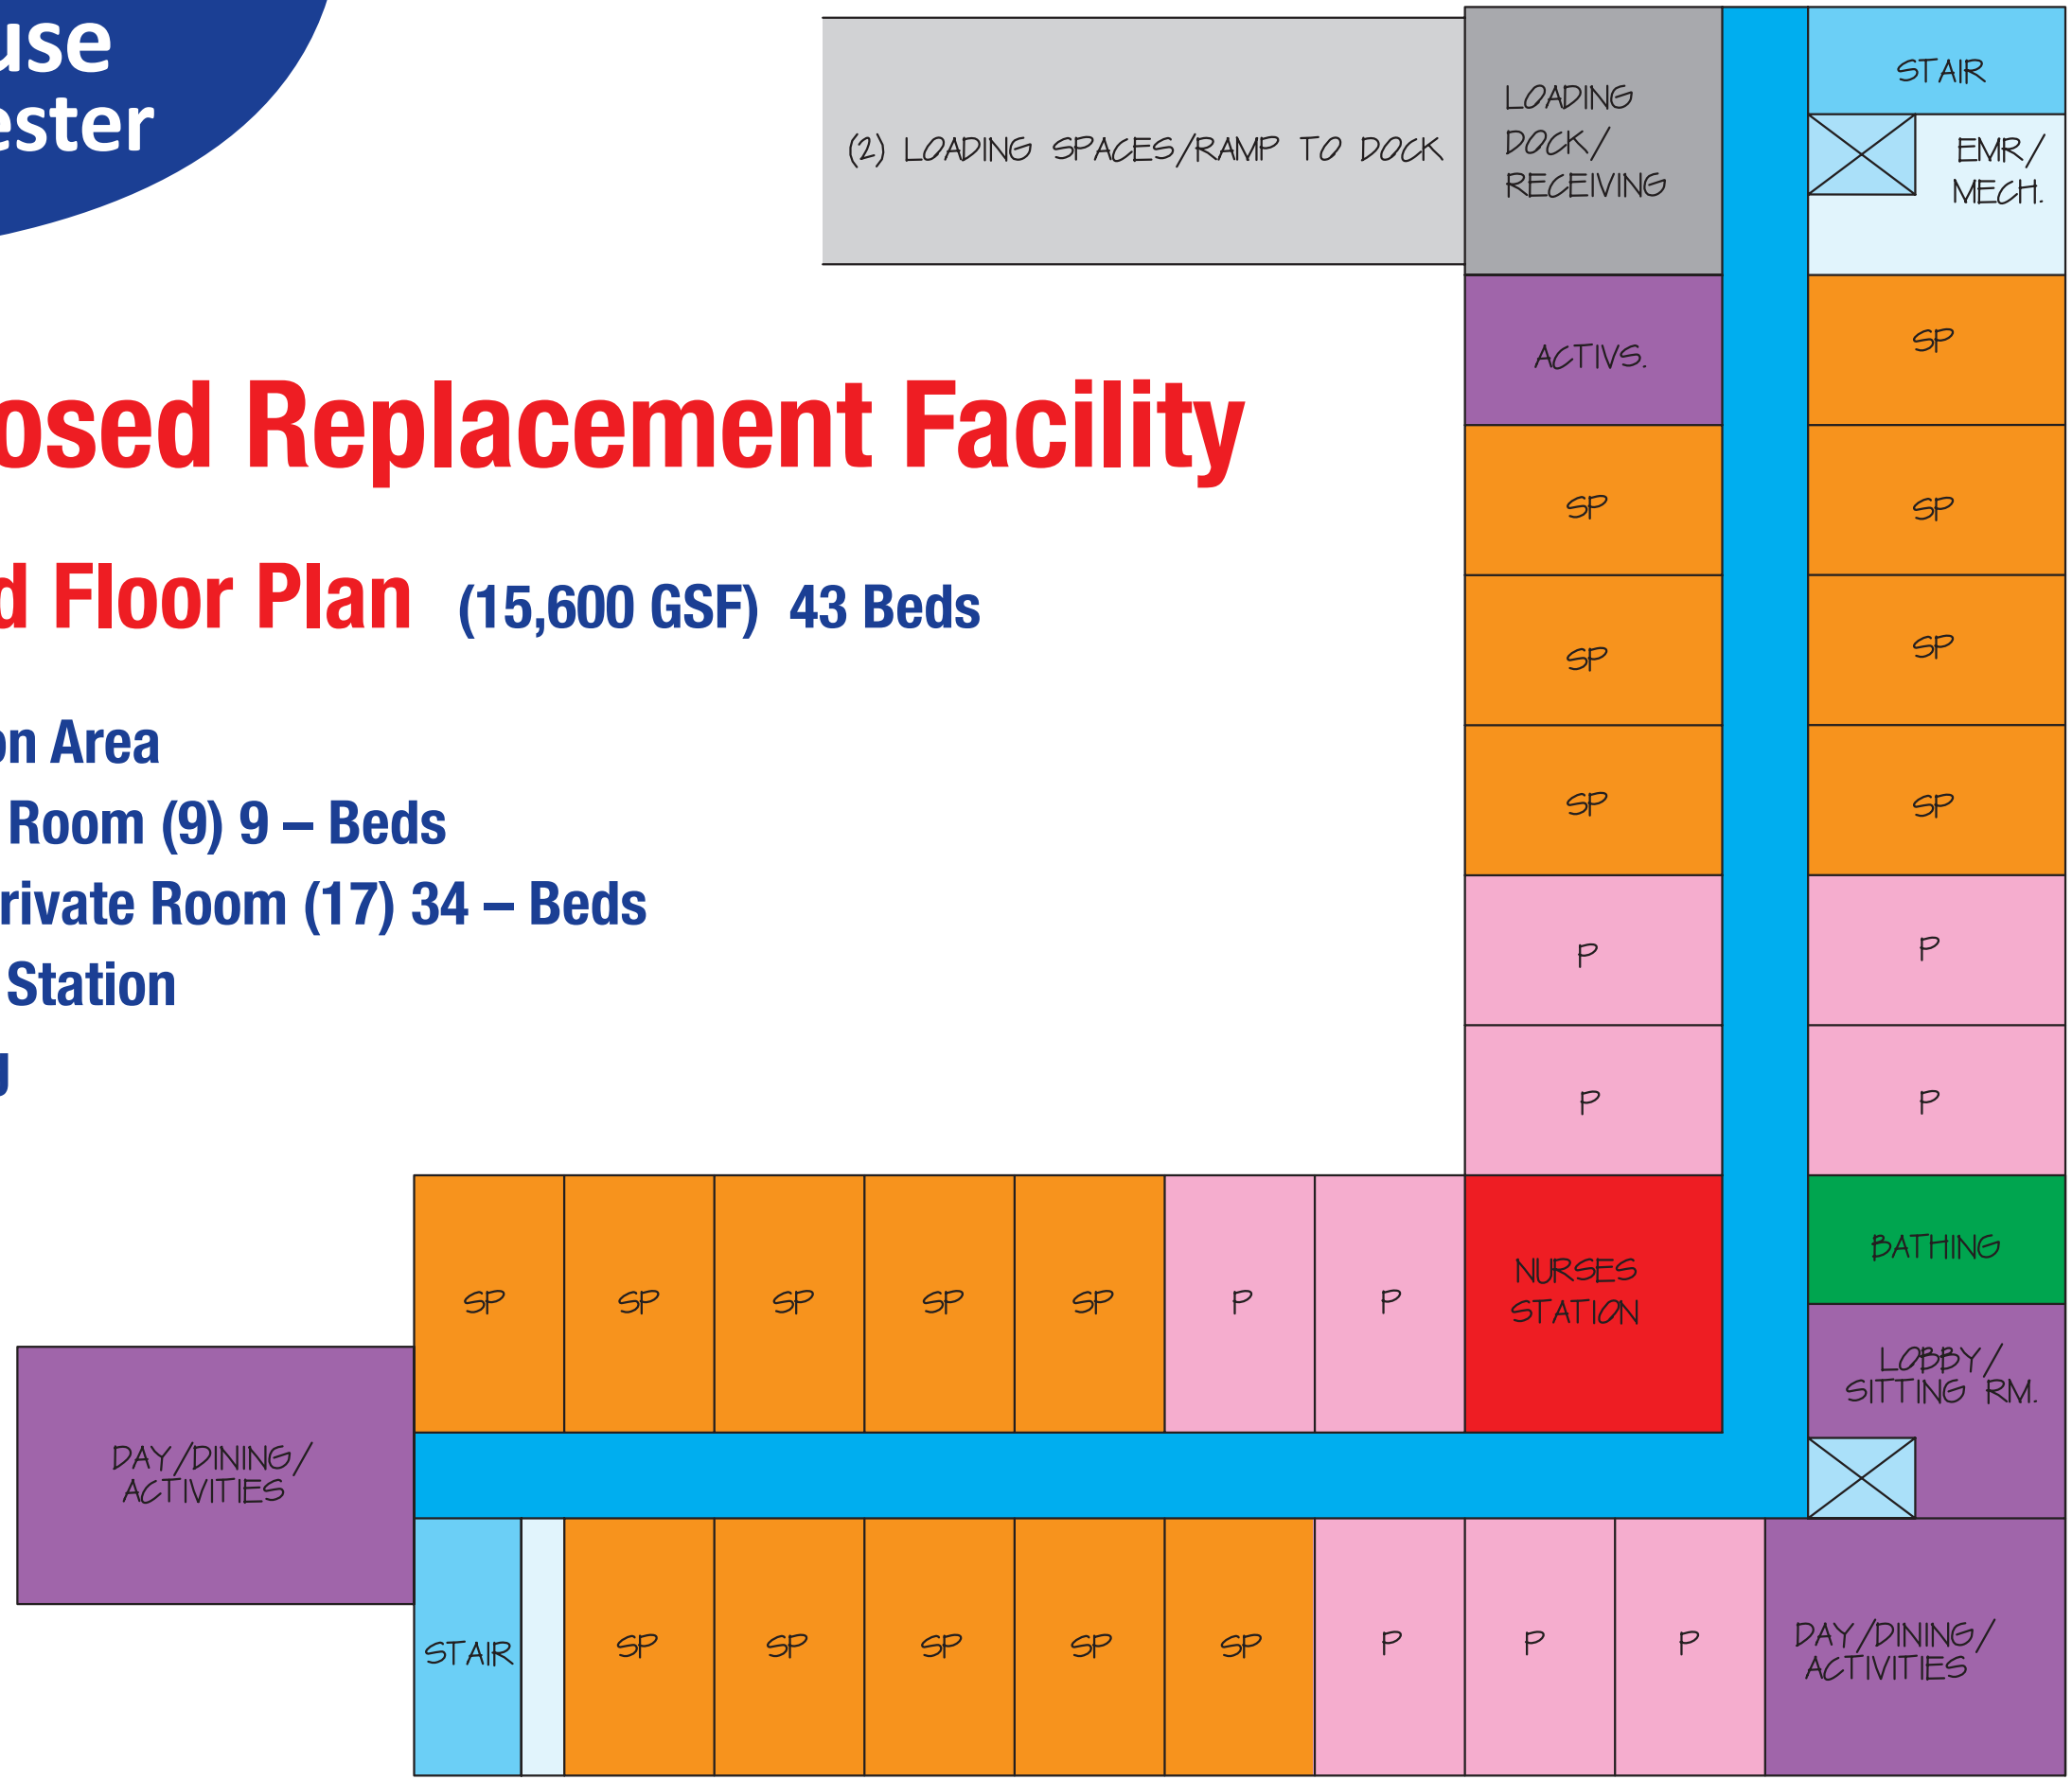 use
ester
(2) LOADING SPACES/RAMP TO DOCK
LOADING
DOCK/
RECEIVING
STAIR
EMR/
MECH.
ACTIVS.
SP
osed Replacement Facility
SP
SP
d Floor Plan (15,600 GSF) 43 Beds
SP
SP
on Area
SP
SP
Room (9) 9 – Beds
rivate Room (17) 34 – Beds
P
P
Station
g
P
P
SP
SP
SP
SP
SP
P
P
NURSES
STATION
BATHING
LOBBY/
SITTING RM.
DAY/DINING/
ACTIVITIES
STAIR
SP
SP
SP
SP
SP
P
P
P
DAY/DINING/
ACTIVITIES